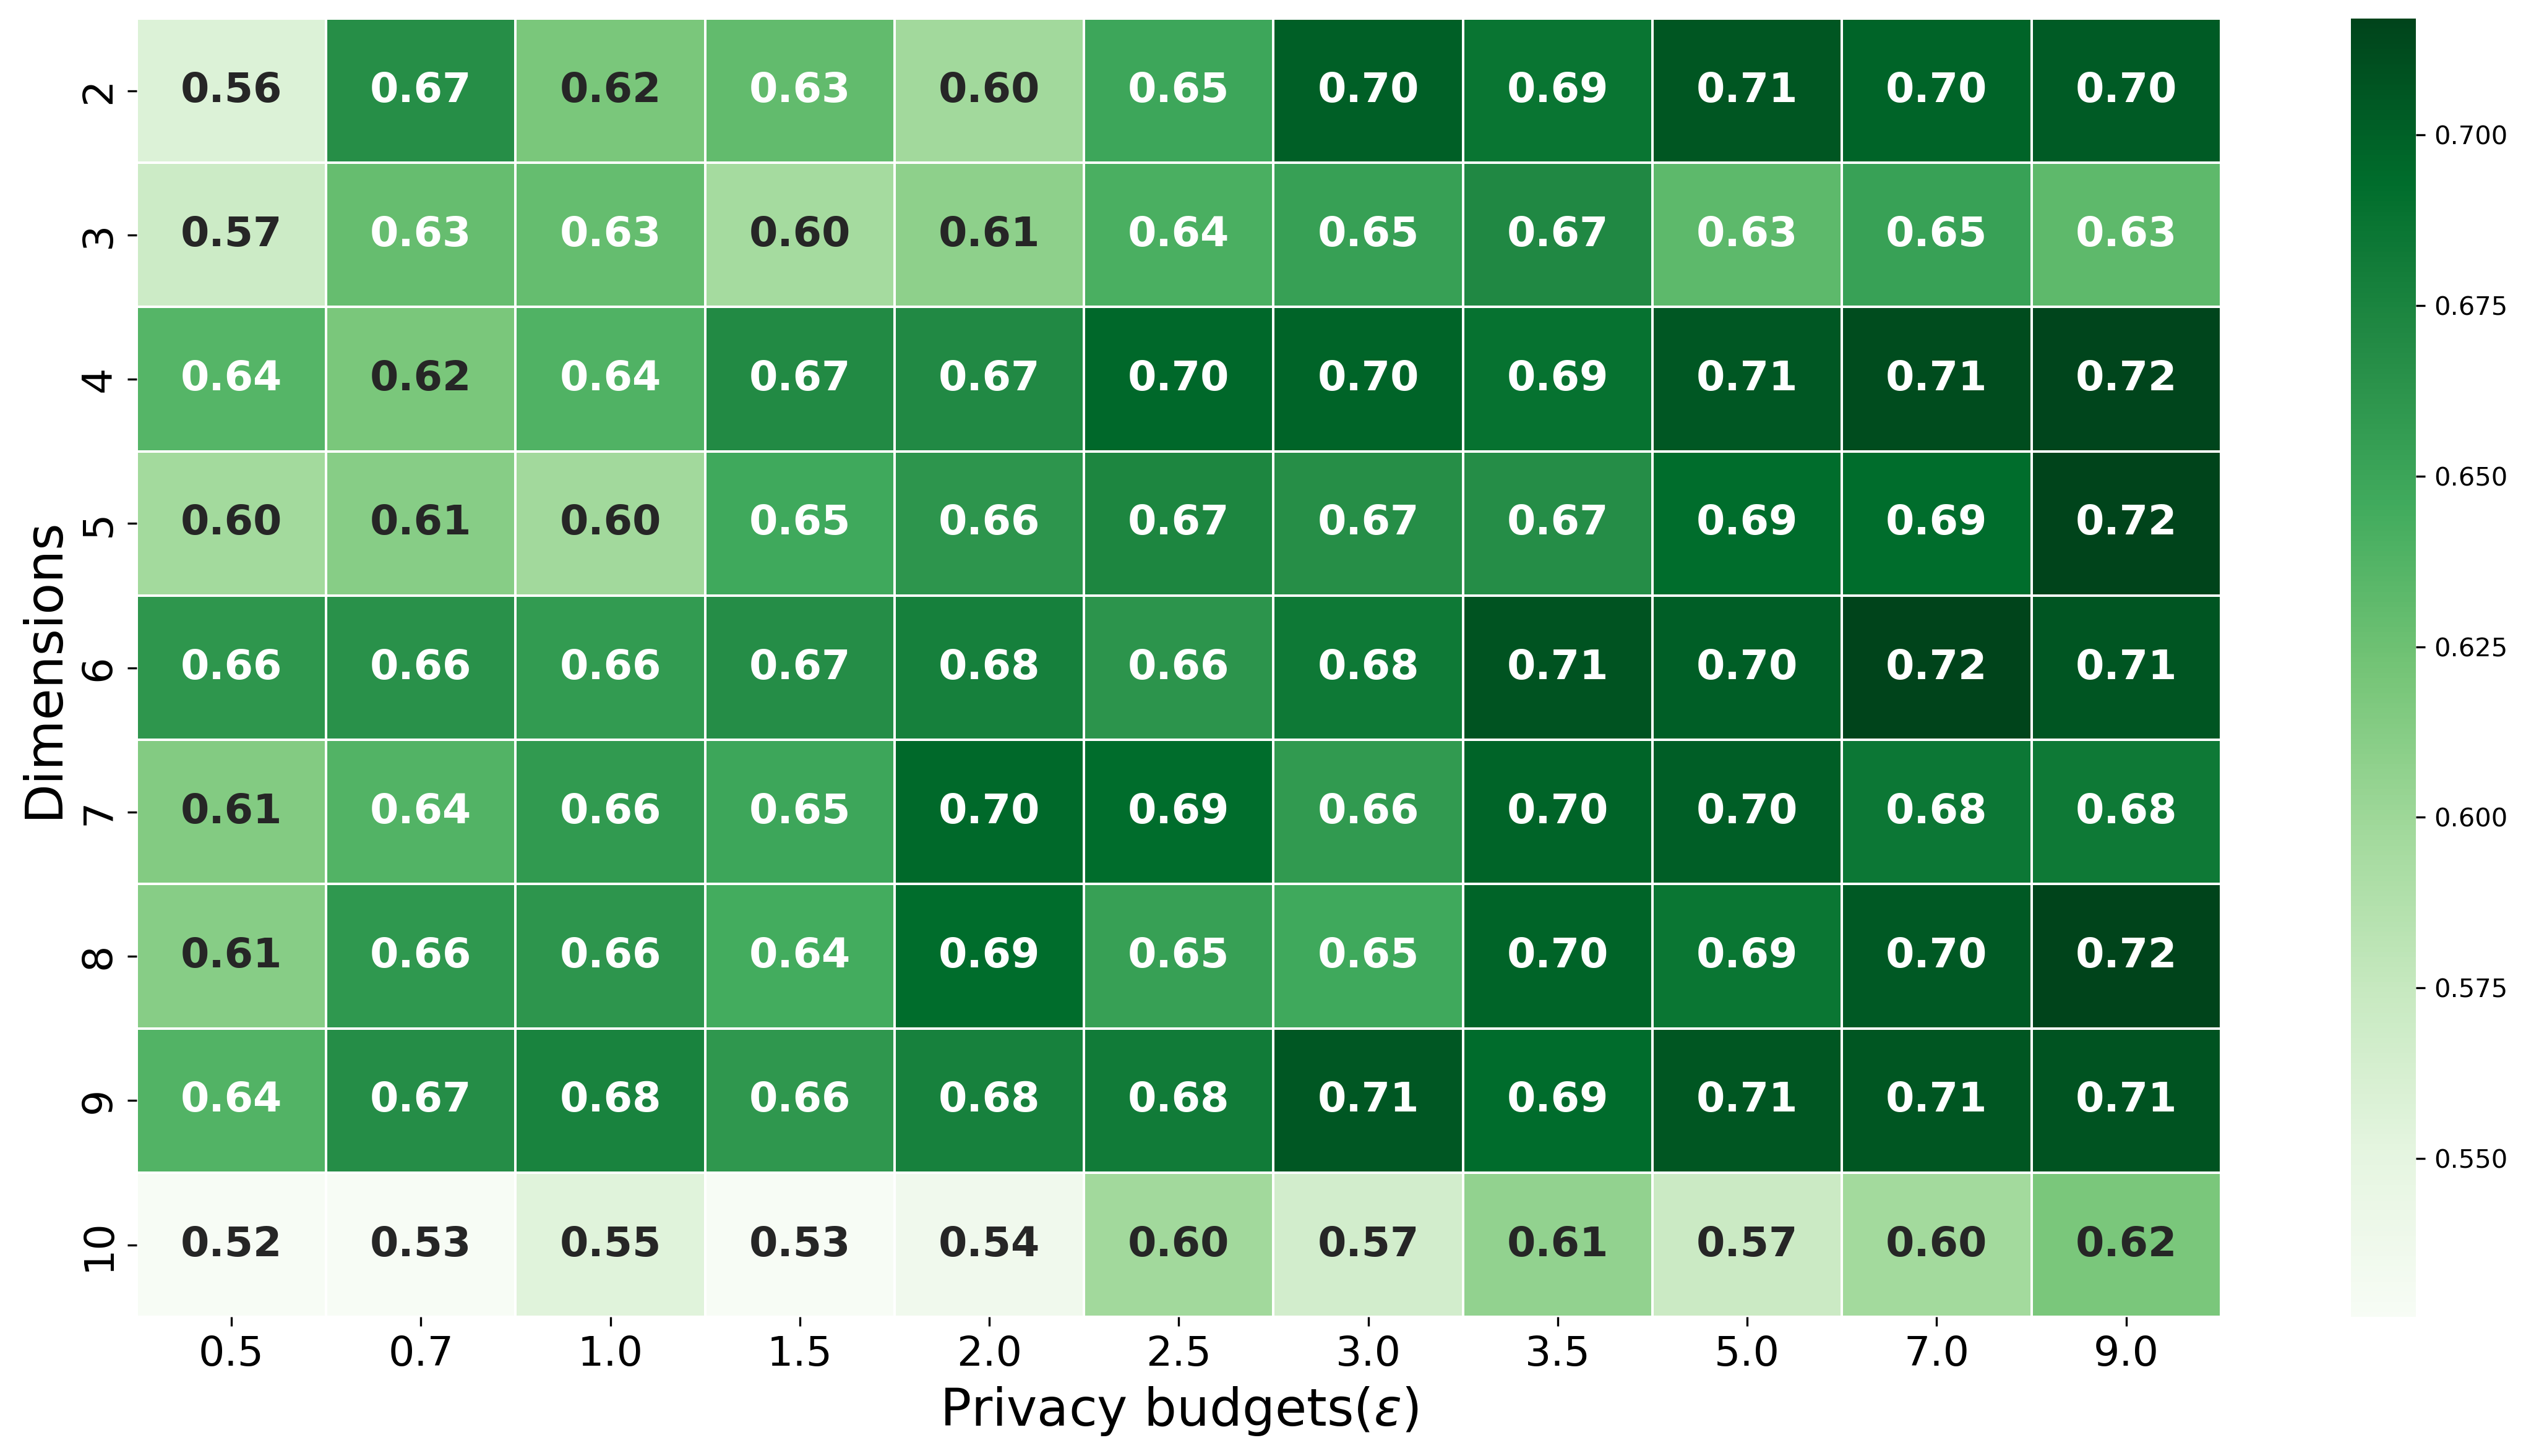 2 0.56 0.67 0.62 0.63 0.60 0.65 0.70 0.69 0.71 0.70 0.70
3 0.57 0.63 0.63 0.60 0.61 0.64 0.65 0.67 0.63 0.65 0.63
4 0.64 0.62 0.64 0.67 0.67 0.70 0.70 0.69 0.71 0.71 0.72
5 0.60 0.61 0.60 0.65 0.66 0.67 0.67 0.67 0.69 0.69 0.72
6 0.66 0.66 0.66 0.67 0.68 0.66 0.68 0.71 0.70 0.72 0.71
7 0.61 0.64 0.66 0.65 0.70 0.69 0.66 0.70 0.70 0.68 0.68
8 0.61 0.66 0.66 0.64 0.69 0.65 0.65 0.70 0.69 0.70 0.72
9 0.64 0.67 0.68 0.66 0.68 0.68 0.71 0.69 0.71 0.71 0.71
10 0.52 0.53 0.55 0.53 0.54 0.60 0.57 0.61 0.57 0.60 0.62
0.5 0.7 1.0 1.5 2.0 2.5 3.0 3.5 5.0 7.0 9.0
Privacy budgets(ε)
Dimensions
0.700
0.675
0.650
0.625
0.600
0.575
0.550